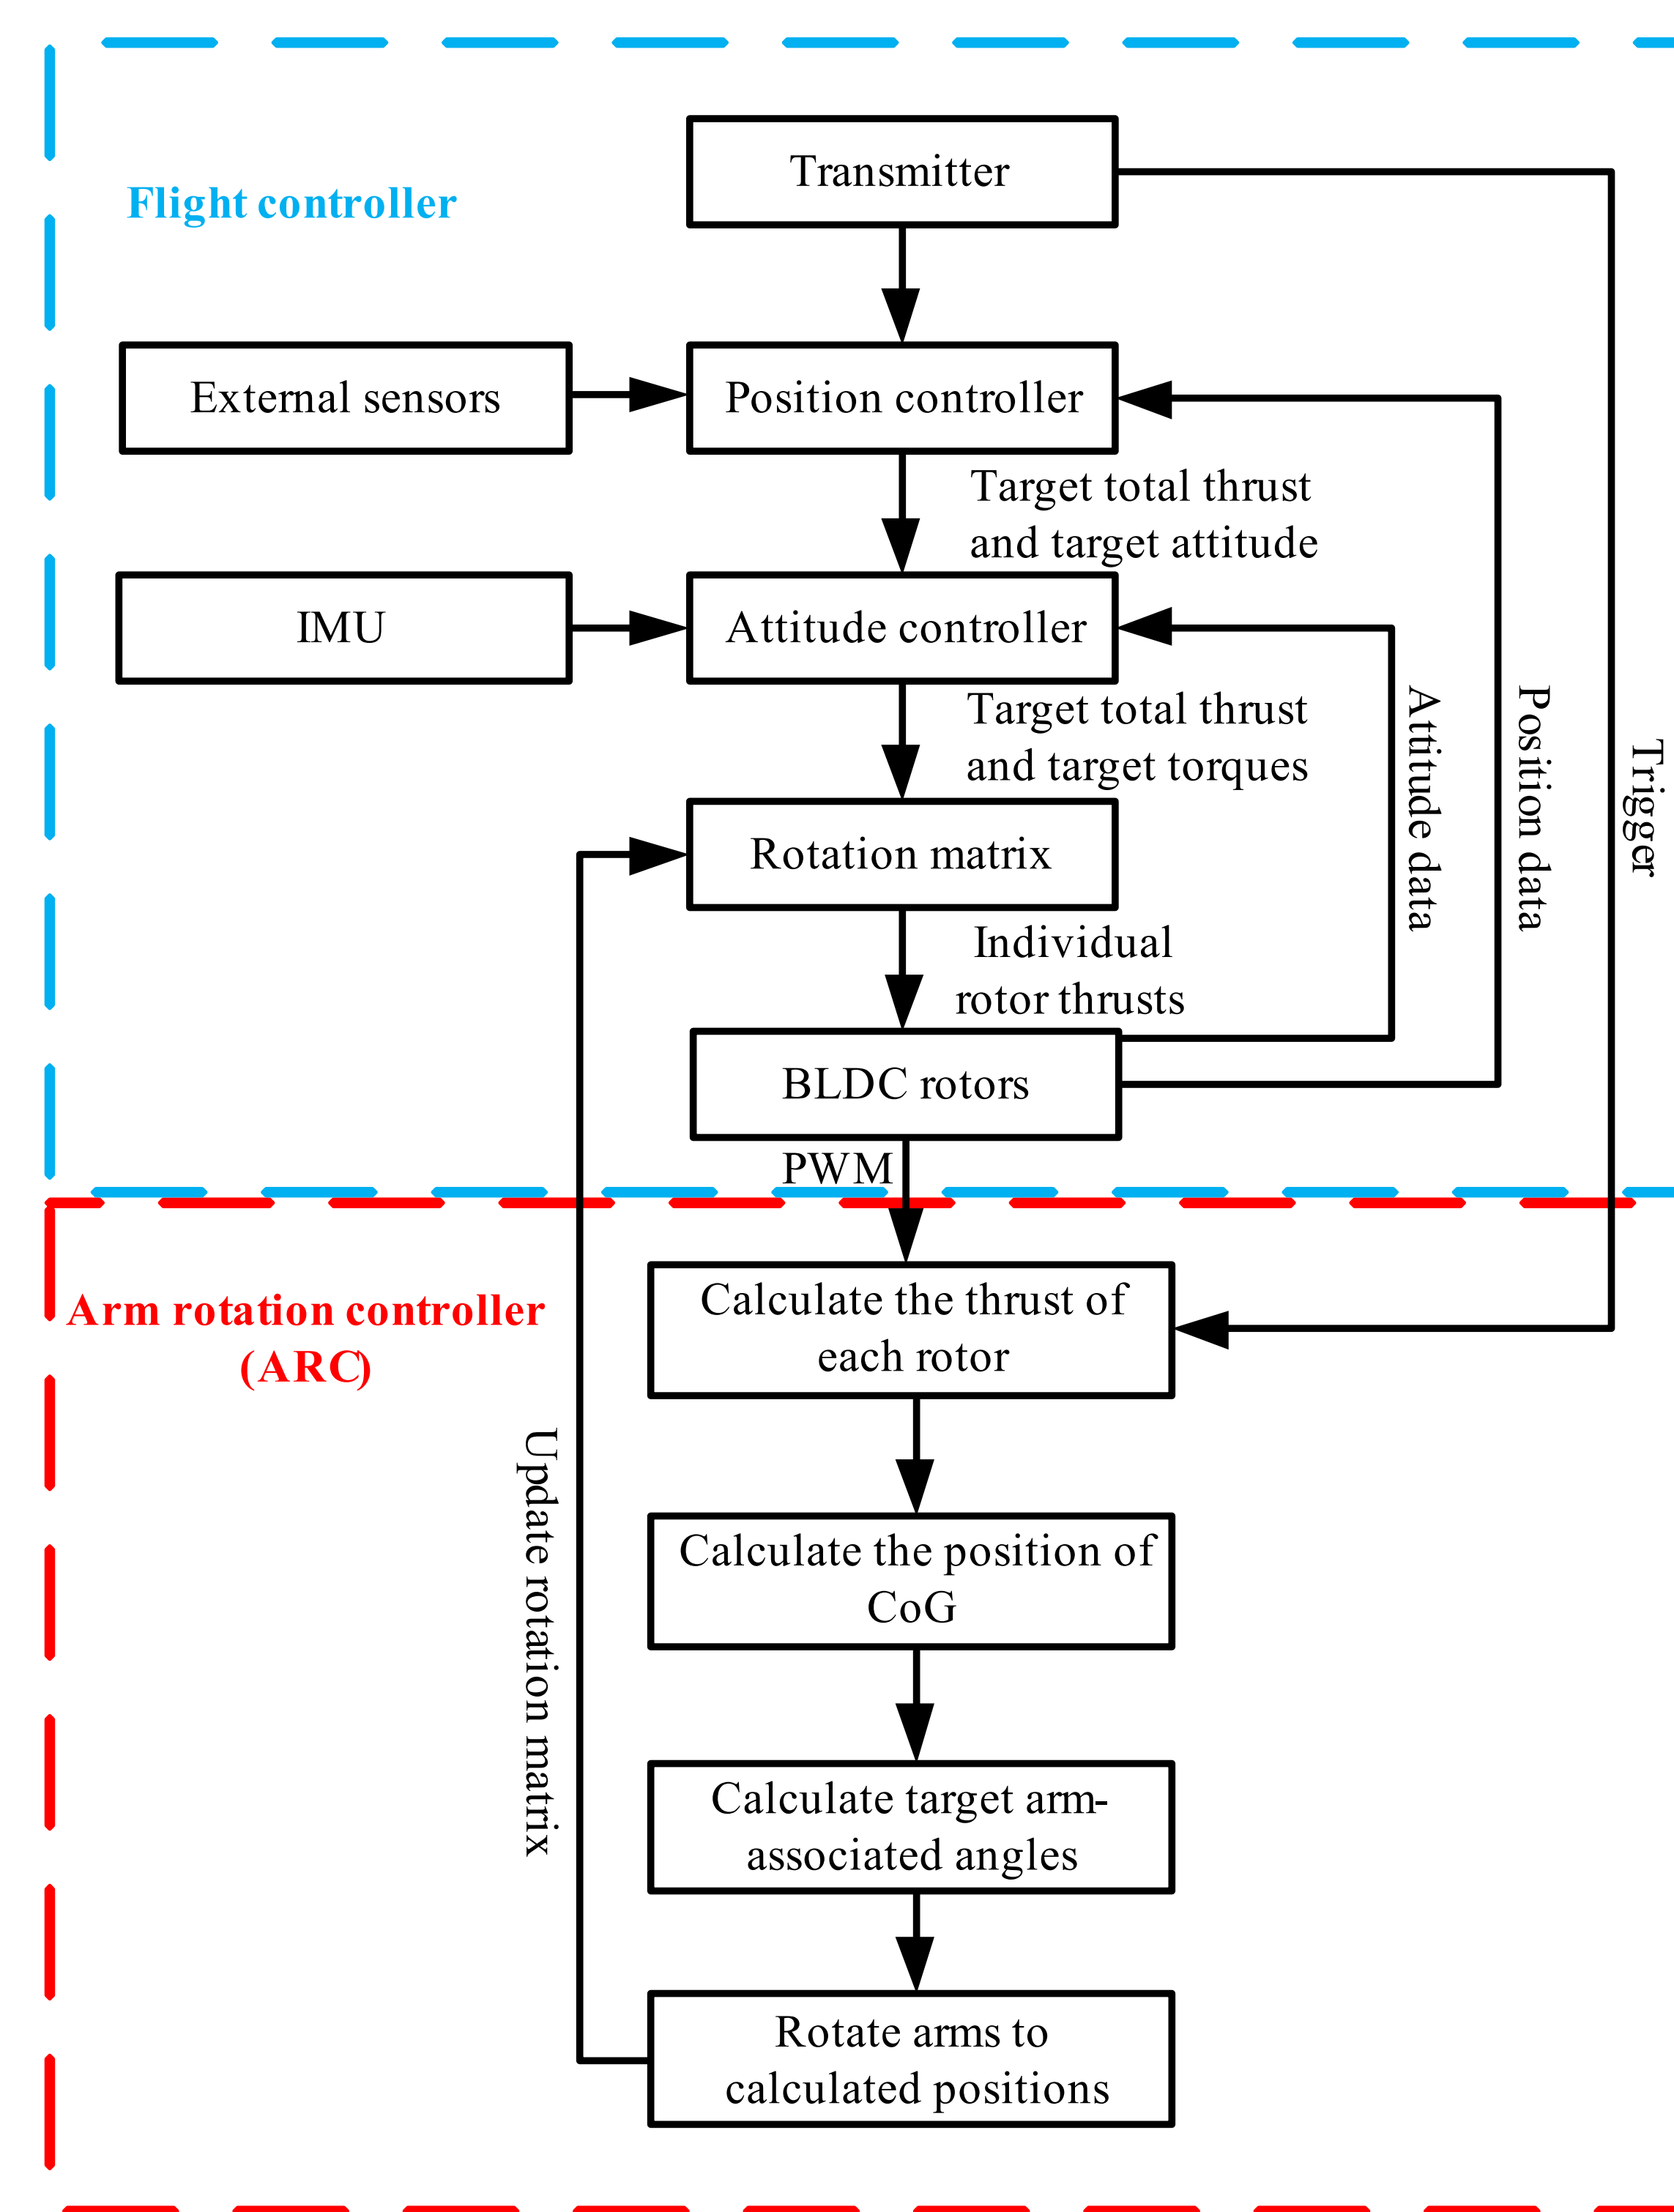 Transmitter
Flight controller
External sensors
Position controller
Target total thrust
and target attitude
IMU
Attitude controller
Target total thrust
and target torques
Attitude data
Position data
Trigger
Rotation matrix
Individual
rotor thrusts
BLDC rotors
PWM
Arm rotation controller
(ARC)
Calculate the thrust of
each rotor
Update rotation matrix
Calculate the position of
CoG
Calculate target arm-
associated angles
Rotate arms to
calculated positions